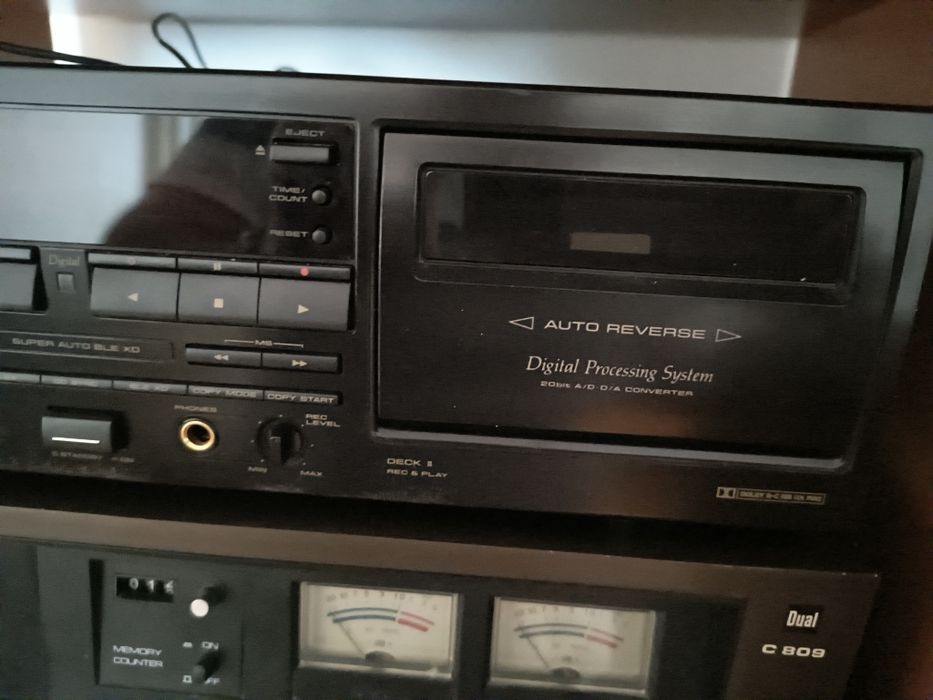 EJECT
TIME/
COUNT
RESET
Digital
SUPER AUTO BLE XD
MS
COPY MODE
COPY START
PHONES
REC
LEVEL
MIN
MAX
AUTO REVERSE
Digital Processing System
20bit A/D·D/A CONVERTER
DECK II
REC & PLAY
MEMORY
COUNTER
ON
Dual
C 809